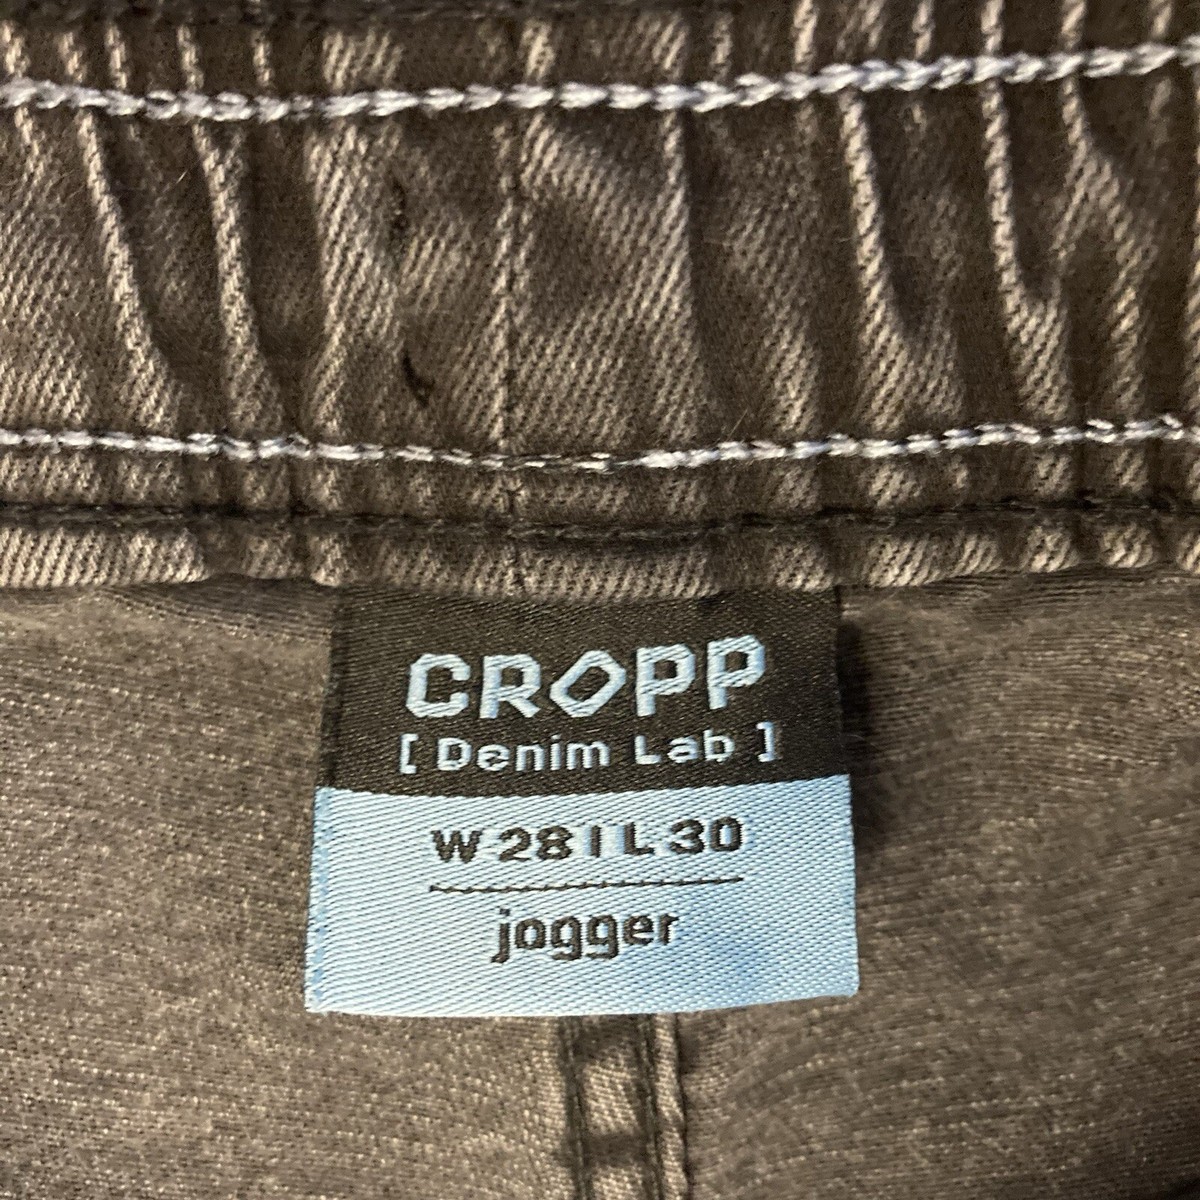 CROPP
[ Denim Lab ]
W 28 | L 30
jogger